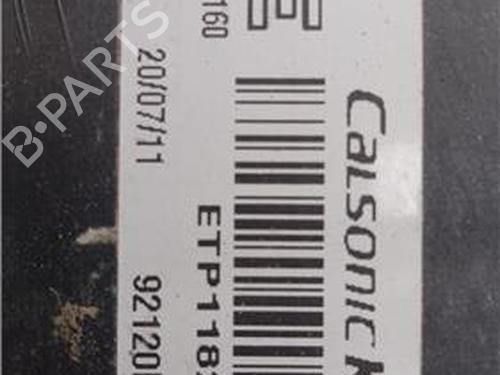 CALSONIC
160
20/07/11
ETP118
92120
B-PARTS